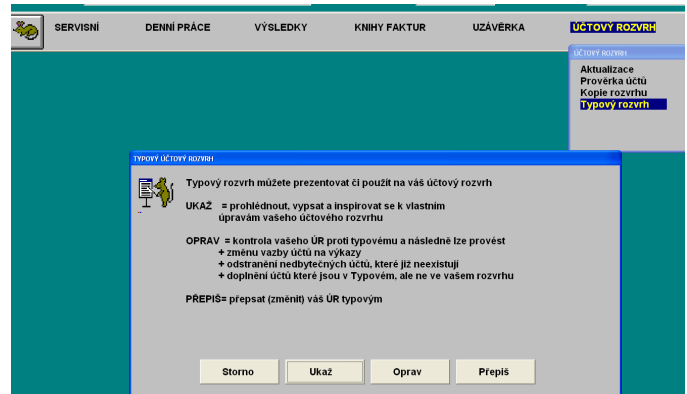 SERVISNÍ DENNÍ PRÁCE VÝSLEDKY KNIHY FAKTUR UZÁVĚRKA ÚČTOVÝ ROZVRH
ÚČTOVÝ ROZVRH
Aktualizace
Prověrka účtů
Kopie rozvrhu
Typový rozvrh
TYPOVÝ ÚČTOVÝ ROZVRH
Typový rozvrh můžete prezentovat či použít na váš účtový rozvrh
UKAŽ = prohlédnout, vypsat a inspirovat se k vlastním
úpravám vašeho účtového rozvrhu
OPRAV = kontrola vašeho ÚR proti typovému a následně lze provést
+ změnu vazby účtů na výkazy
+ odstranění nedbytečných účtů, které již neexistují
+ doplnění účtů které jsou v Typovém, ale ne ve vašem rozvrhu
PŘEPIŠ= přepsat (změnit) váš ÚR typovým
Storno Ukaž Oprav Přepiš